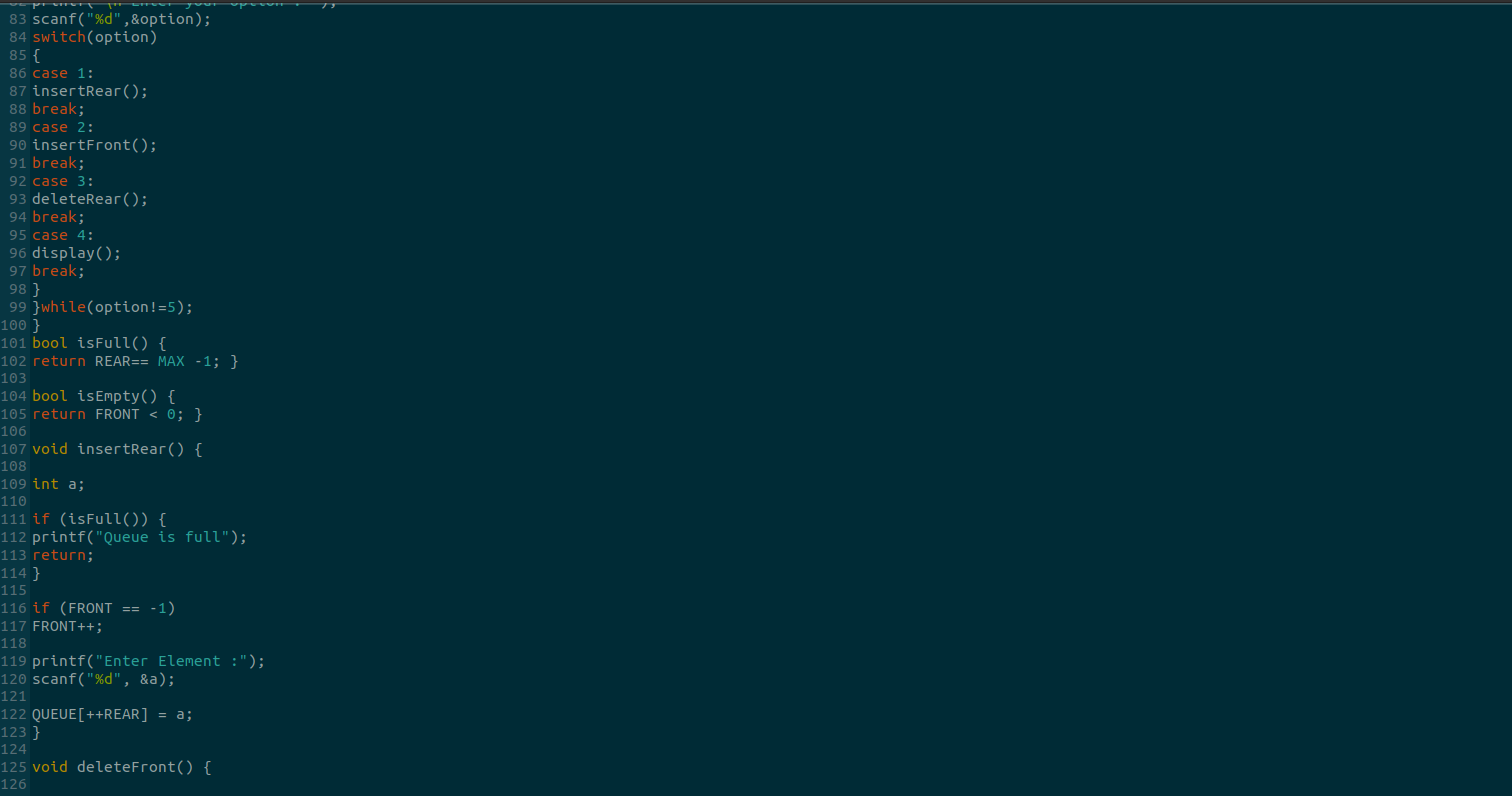 83 scanf("%d",&option);
84 switch(option)
85 {
86 case 1:
87 insertRear();
88 break;
89 case 2:
90 insertFront();
91 break;
92 case 3:
93 deleteRear();
94 break;
95 case 4:
96 display();
97 break;
98 }
99 }while(option!=5);
100 }
101 bool isFull() {
102 return REAR== MAX -1; }
103
104 bool isEmpty() {
105 return FRONT < 0; }
106
107 void insertRear() {
108
109 int a;
110
111 if (isFull()) {
112 printf("Queue is full");
113 return;
114 }
115
116 if (FRONT == -1)
117 FRONT++;
118
119 printf("Enter Element :");
120 scanf("%d", &a);
121
122 QUEUE[++REAR] = a;
123 }
124
125 void deleteFront() {
126